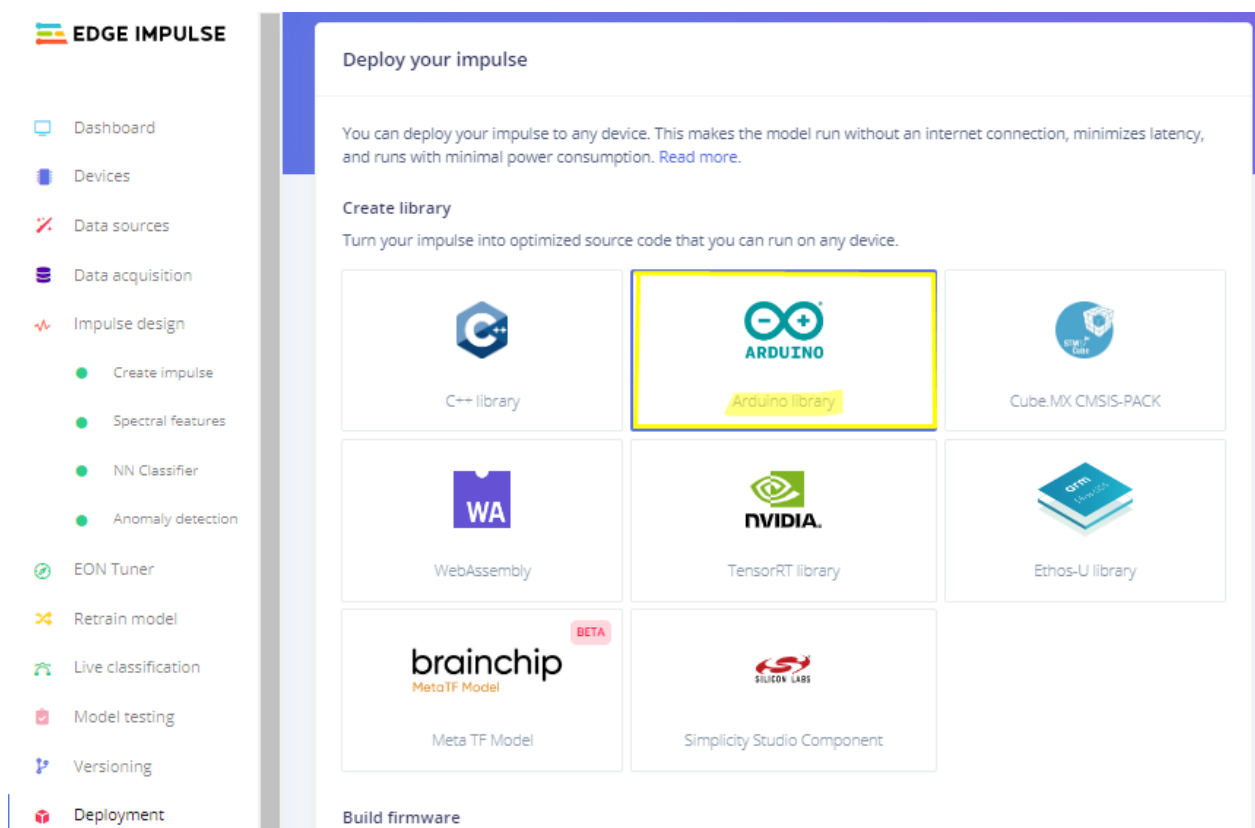 EDGE IMPULSE
Dashboard
Devices
Data sources
Data acquisition
Impulse design
Create impulse
Spectral features
NN Classifier
Anomaly detection
EON Tuner
Retrain model
Live classification
Model testing
Versioning
Deployment
Deploy your impulse
You can deploy your impulse to any device. This makes the model run without an internet connection, minimizes latency,
and runs with minimal power consumption. Read more.
Create library
Turn your impulse into optimized source code that you can run on any device.
C++
C++ library
ARDUINO
Arduino library
STM32
Cube
Cube.MX CMSIS-PACK
WA
WebAssembly
NVIDIA.
TensorRT library
arm
Ethos-U library
BETA
brainchip
MetaTF Model
Meta TF Model
SILICON LABS
Simplicity Studio Component
Build firmware